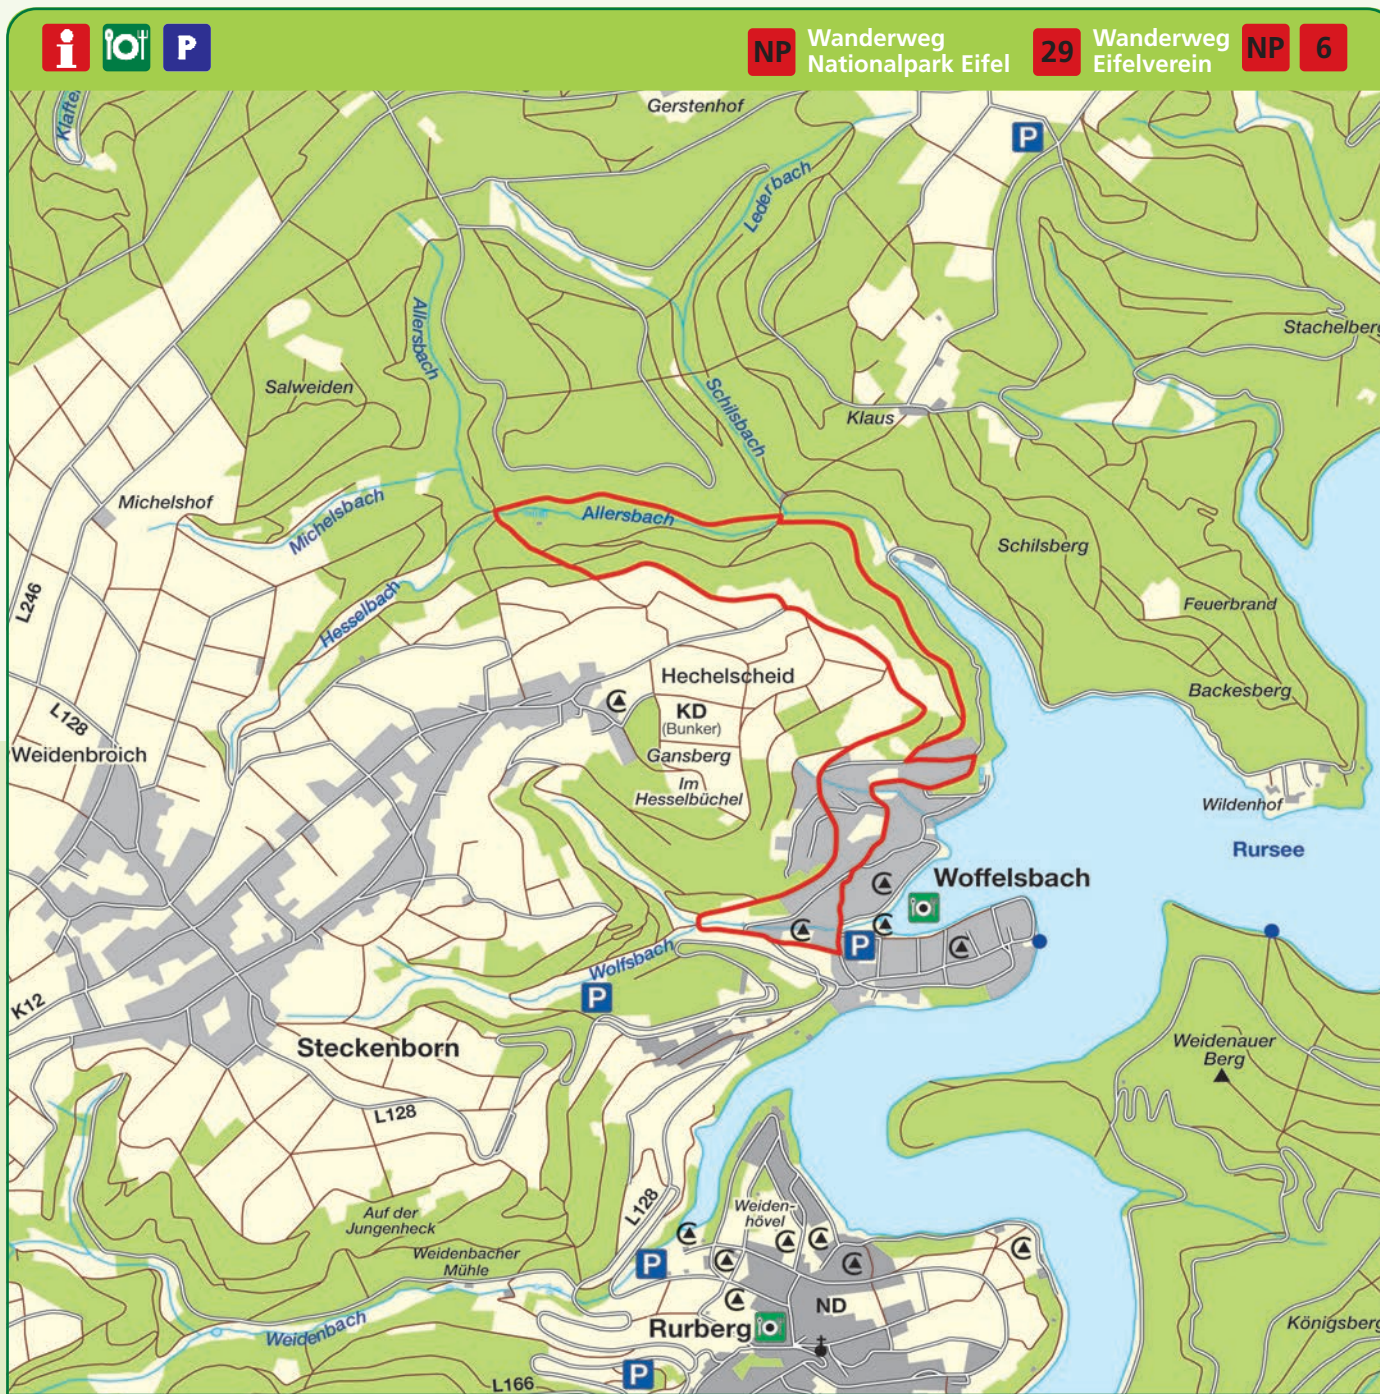 i
P
NP
Wanderweg
Nationalpark Eifel
29
Wanderweg
Eifelverein
NP
6
Gerstenhof
P
Lederbach
Stachelberg
Allersbach
Salweiden
Schilsbach
Klaus
Michelshof
Michelsbach
Allersbach
Schilsberg
L246
Hesselbach
Feuerbrand
Hechelscheid
Backesberg
KD
(Bunker)
L128
Weidenbroich
Gansberg
Im
Hesselbüchel
Wildenhof
Rursee
Woffelsbach
P
Wolfsbach
P
K12
Steckenborn
Weidenauer
Berg
L128
Auf der
Jungenheck
L128
Weiden-
hövel
Weidenbacher
Mühle
P
ND
Weidenbach
Rurberg
Königsberg
L166
P